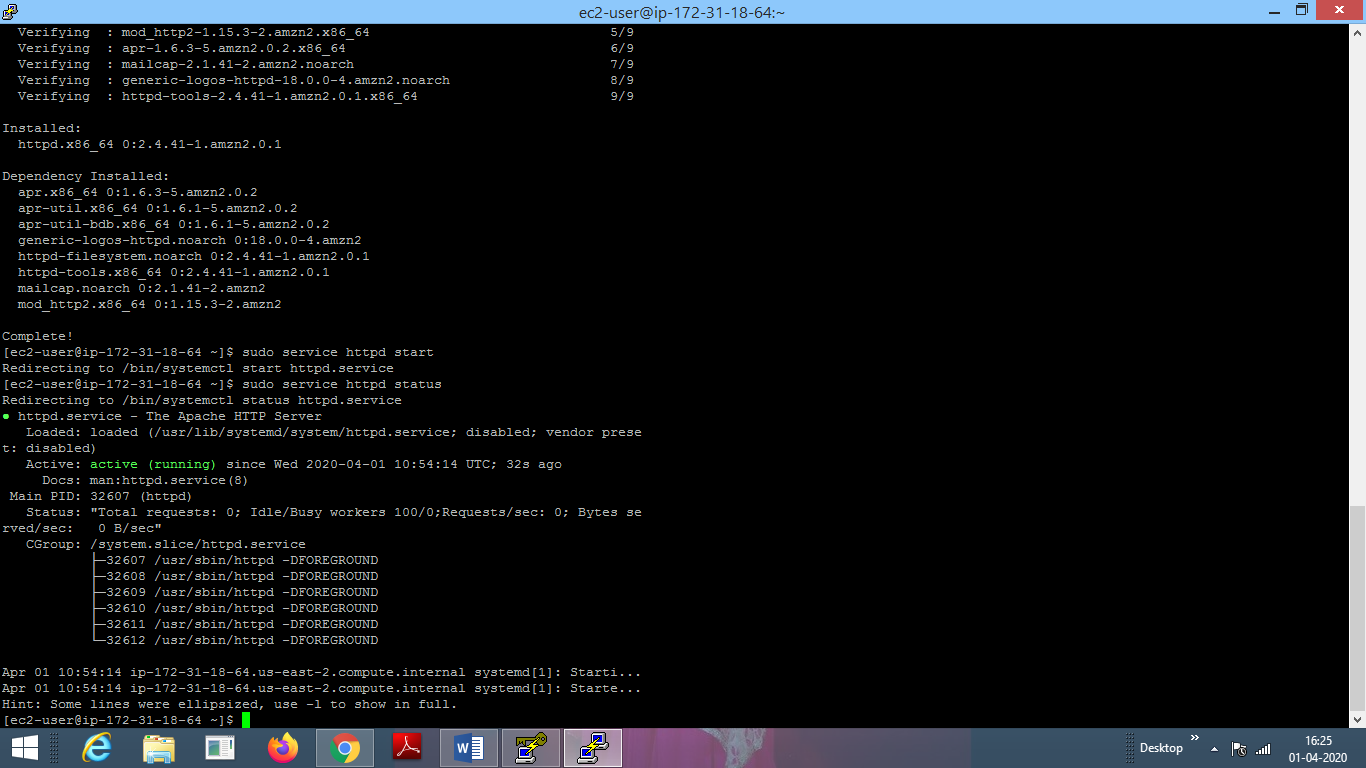 ec2-user@ip-172-31-18-64:~
  Verifying  : mod_http2-1.15.3-2.amzn2.x86_64                              5/9
  Verifying  : apr-1.6.3-5.amzn2.0.2.x86_64                                 6/9
  Verifying  : mailcap-2.1.41-2.amzn2.noarch                                7/9
  Verifying  : generic-logos-httpd-18.0.0-4.amzn2.noarch                    8/9
  Verifying  : httpd-tools-2.4.41-1.amzn2.0.1.x86_64                        9/9

Installed:
  httpd.x86_64 0:2.4.41-1.amzn2.0.1

Dependency Installed:
  apr.x86_64 0:1.6.3-5.amzn2.0.2
  apr-util.x86_64 0:1.6.1-5.amzn2.0.2
  apr-util-bdb.x86_64 0:1.6.1-5.amzn2.0.2
  generic-logos-httpd.noarch 0:18.0.0-4.amzn2
  httpd-filesystem.noarch 0:2.4.41-1.amzn2.0.1
  httpd-tools.x86_64 0:2.4.41-1.amzn2.0.1
  mailcap.noarch 0:2.1.41-2.amzn2
  mod_http2.x86_64 0:1.15.3-2.amzn2

Complete!
[ec2-user@ip-172-31-18-64 ~]$ sudo service httpd start
Redirecting to /bin/systemctl start httpd.service
[ec2-user@ip-172-31-18-64 ~]$ sudo service httpd status
Redirecting to /bin/systemctl status httpd.service
● httpd.service - The Apache HTTP Server
   Loaded: loaded (/usr/lib/systemd/system/httpd.service; disabled; vendor prese
t: disabled)
   Active: active (running) since Wed 2020-04-01 10:54:14 UTC; 32s ago
     Docs: man:httpd.service(8)
 Main PID: 32607 (httpd)
   Status: "Total requests: 0; Idle/Busy workers 100/0;Requests/sec: 0; Bytes se
rved/sec:   0 B/sec"
   CGroup: /system.slice/httpd.service
           ├─32607 /usr/sbin/httpd -DFOREGROUND
           ├─32608 /usr/sbin/httpd -DFOREGROUND
           ├─32609 /usr/sbin/httpd -DFOREGROUND
           ├─32610 /usr/sbin/httpd -DFOREGROUND
           ├─32611 /usr/sbin/httpd -DFOREGROUND
           └─32612 /usr/sbin/httpd -DFOREGROUND

Apr 01 10:54:14 ip-172-31-18-64.us-east-2.compute.internal systemd[1]: Starti...
Apr 01 10:54:14 ip-172-31-18-64.us-east-2.compute.internal systemd[1]: Starte...
Hint: Some lines were ellipsized, use -l to show in full.
[ec2-user@ip-172-31-18-64 ~]$
Desktop
16:25
01-04-2020